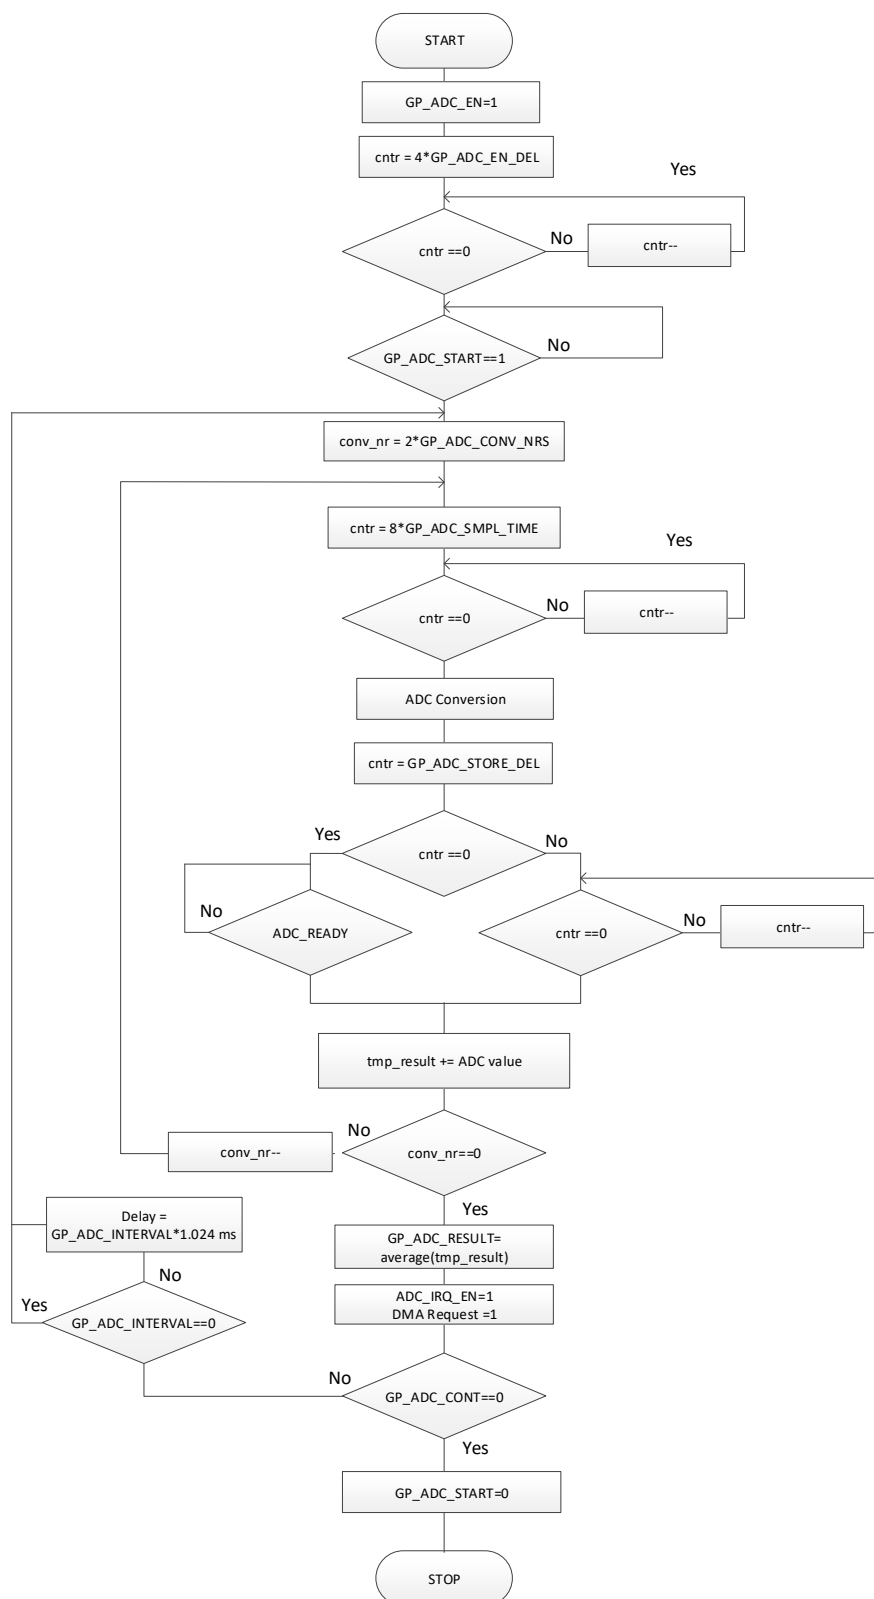 START
GP_ADC_EN=1
cntr = 4*GP_ADC_EN_DEL
Yes
cntr ==0
No
cntr--
GP_ADC_START==1
No
conv_nr = 2*GP_ADC_CONV_NRS
cntr = 8*GP_ADC_SMPL_TIME
Yes
cntr ==0
No
cntr--
ADC Conversion
cntr = GP_ADC_STORE_DEL
Yes
cntr ==0
No
No
ADC_READY
cntr ==0
No
cntr--
tmp_result += ADC value
conv_nr--
No
conv_nr==0
Yes
Delay =
GP_ADC_INTERVAL*1.024 ms
GP_ADC_RESULT=
average(tmp_result)
No
ADC_IRQ_EN=1
DMA Request =1
Yes
GP_ADC_INTERVAL==0
No
GP_ADC_CONT==0
Yes
GP_ADC_START=0
STOP